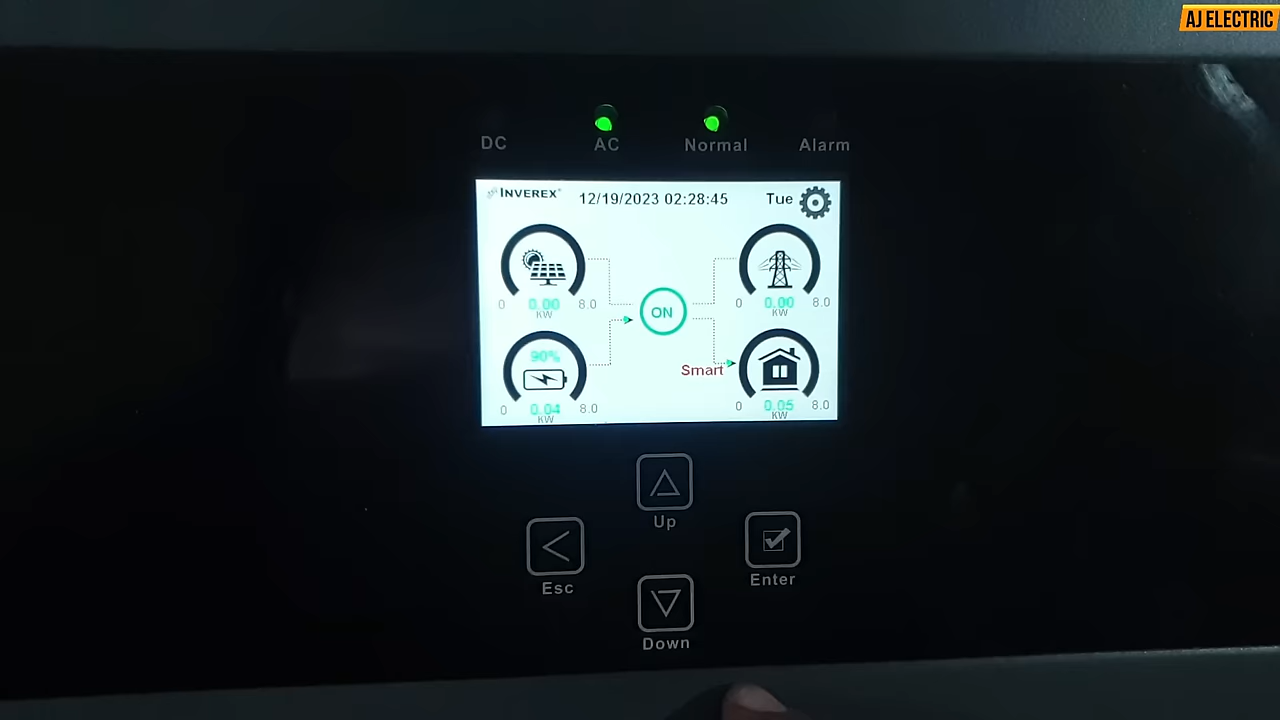 AJ ELECTRIC
DC
AC
Normal
Alarm
INVEREX
12/19/2023 02:28:45
Tue
0
0.00
8.0
KW
0
0.00
8.0
KW
ON
90%
0
0.04
8.0
KW
Smart
0
0.05
8.0
KW
Up
Esc
Enter
Down